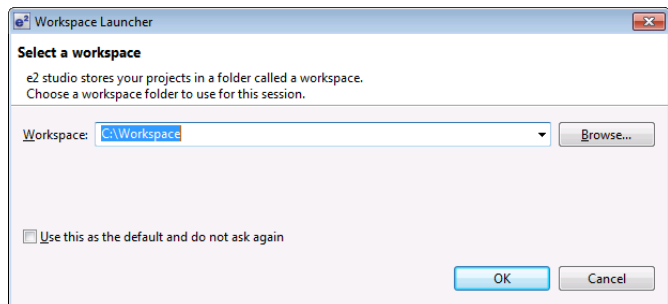 e² Workspace Launcher
Select a workspace
e2 studio stores your projects in a folder called a workspace.
Choose a workspace folder to use for this session.
Workspace: C:\Workspace Browse...
Use this as the default and do not ask again
OK Cancel